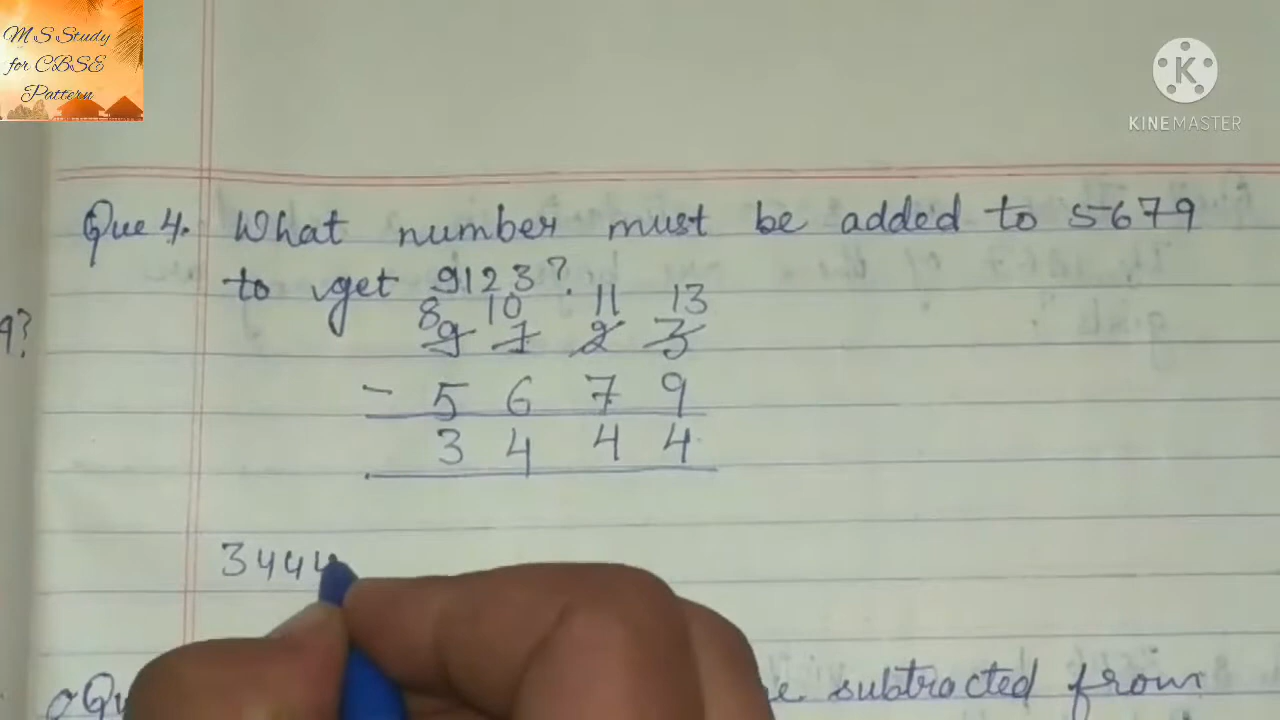 M S Study
for CBSE
Pattern
KINEMASTER
Que 4. What number must be added to 5679
to get 9123?
8 10 11 13
9 1 2 3
9?
- 5 6 7 9
3 4 4 4
3444
subtracted from